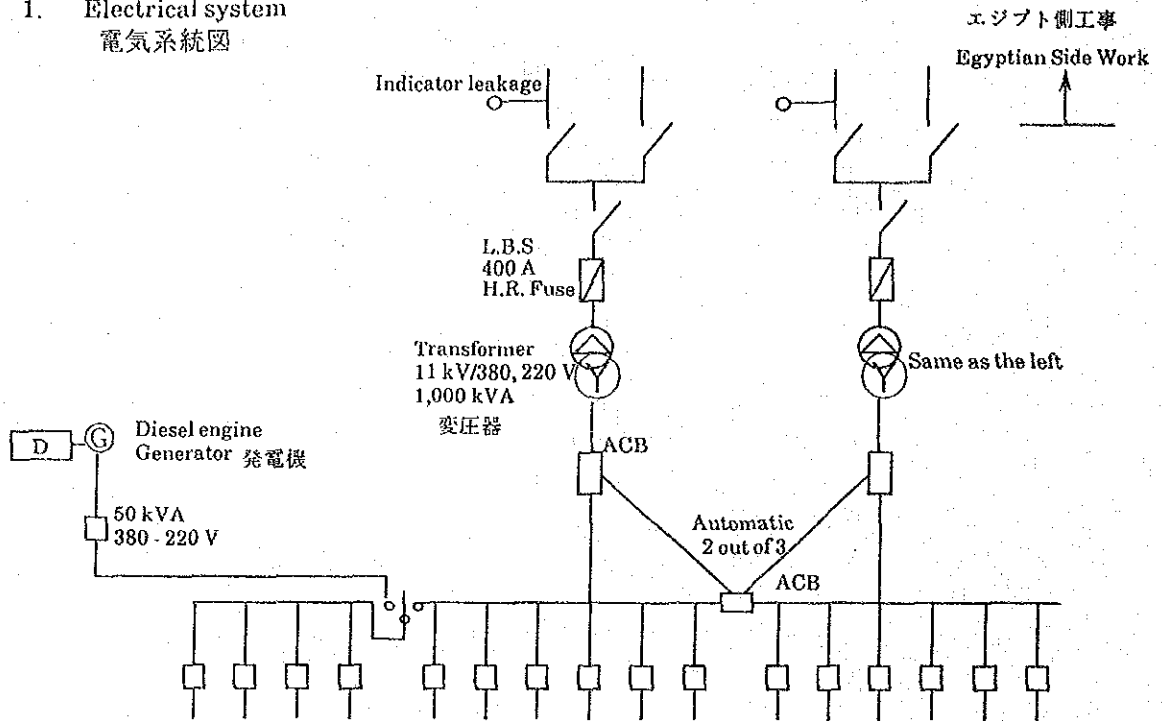 1. Electrical system
電気系統図
エジプト側工事
Egyptian Side Work
Indicator leakage
L.B.S
400 A
H.R. Fuse
Transformer
11 kV/380, 220 V
1,000 kVA
変圧器
Same as the left
D
G
Diesel engine
Generator 発電機
50 kVA
380 - 220 V
ACB
Automatic
2 out of 3
ACB